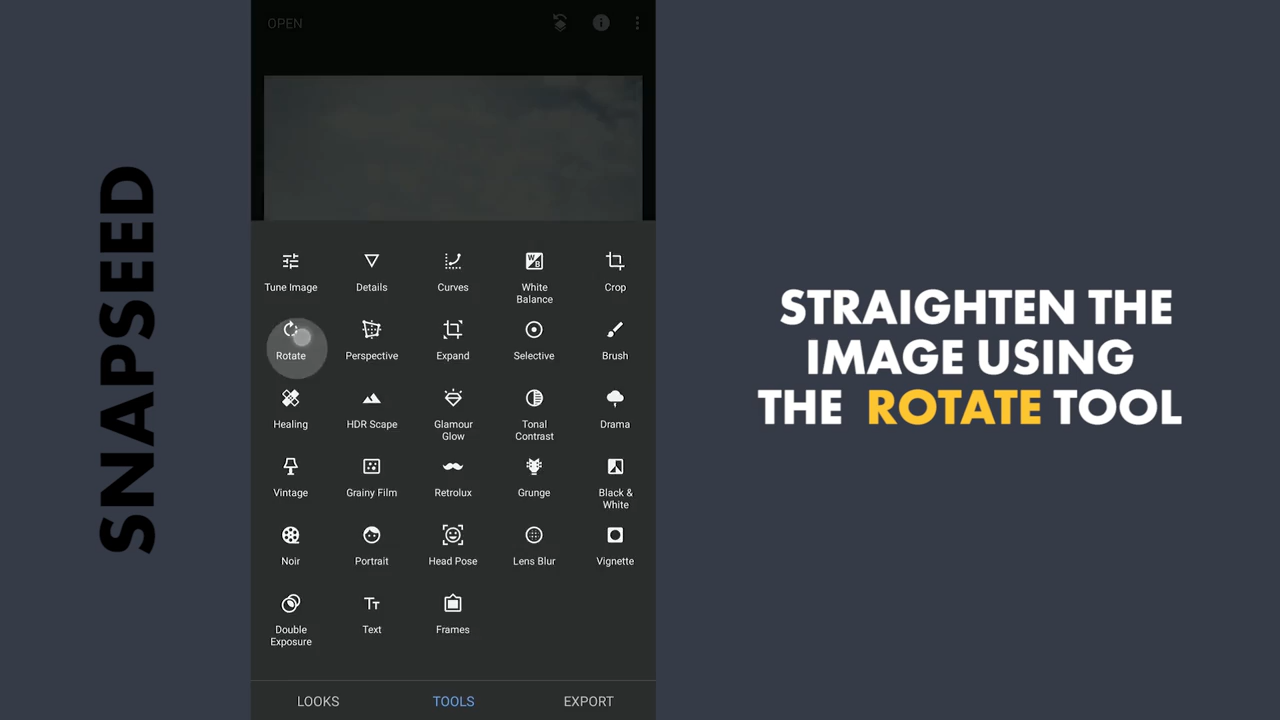 SNAPSEED
OPEN
Tune Image
Details
Curves
White
Balance
Crop
Rotate
Perspective
Expand
Selective
Brush
Healing
HDR Scape
Glamour
Glow
Tonal
Contrast
Drama
Vintage
Grainy Film
Retrolux
Grunge
Black &
White
Noir
Portrait
Head Pose
Lens Blur
Vignette
Double
Exposure
Text
Frames
LOOKS
TOOLS
EXPORT
STRAIGHTEN THE
IMAGE USING
THE ROTATE TOOL